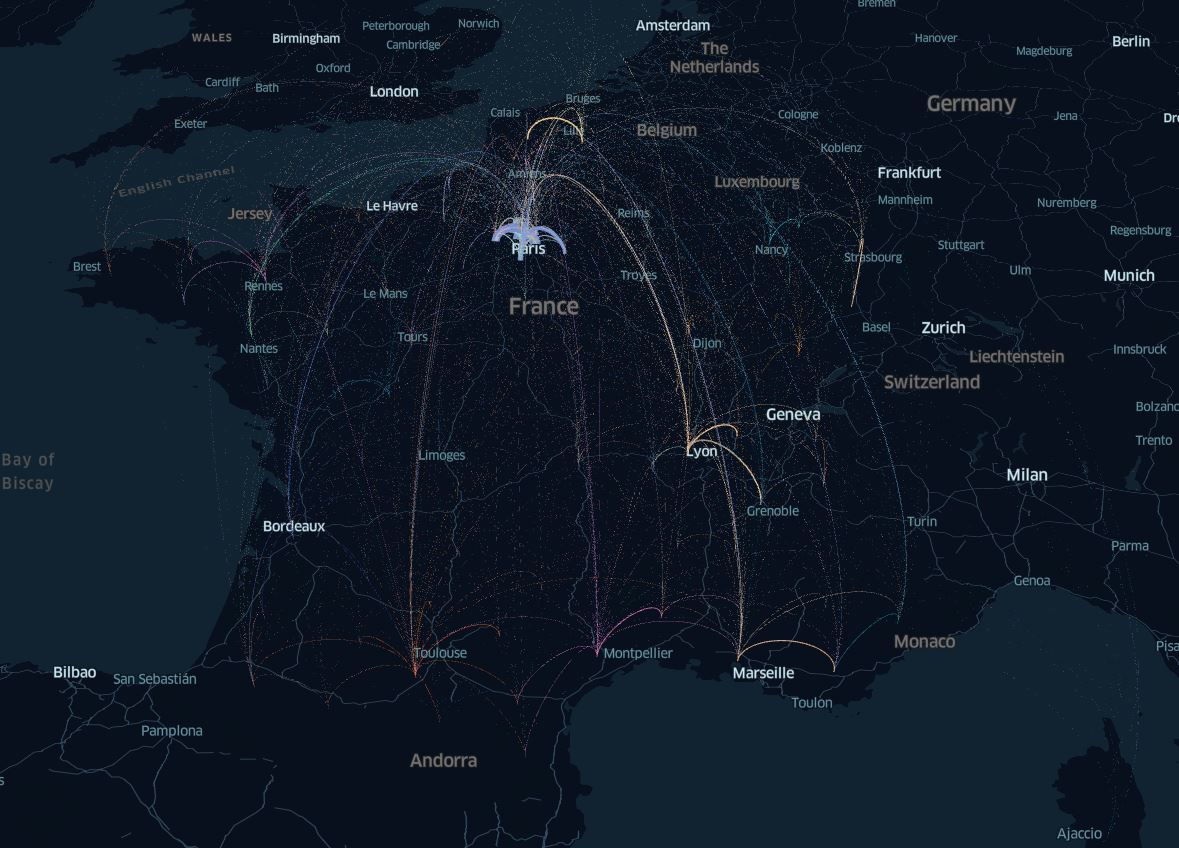 Bremen
Norwich
Peterborough
Amsterdam
WALES
Birmingham
Hanover
Berlin
Cambridge
The
Netherlands
Magdeburg
Oxford
Cardiff
Bath
London
Bruges
Germany
Calais
Cologne
Jena
Exeter
Lille
Belgium
Koblenz
English Channel
Amiens
Luxembourg
Frankfurt
Le Havre
Mannheim
Nuremberg
Jersey
Reims
Regensburg
Paris
Nancy
Stuttgart
Strasbourg
Brest
Troyes
Ulm
Munich
Rennes
Le Mans
France
Basel
Zurich
Tours
Dijon
Nantes
Innsbruck
Liechtenstein
Switzerland
Geneva
Trento
Limoges
Lyon
Bay of
Biscay
Milan
Grenoble
Bordeaux
Turin
Parma
Genoa
Monaco
Toulouse
Montpellier
Bilbao
San Sebastián
Marseille
Toulon
Pamplona
Andorra
Ajaccio